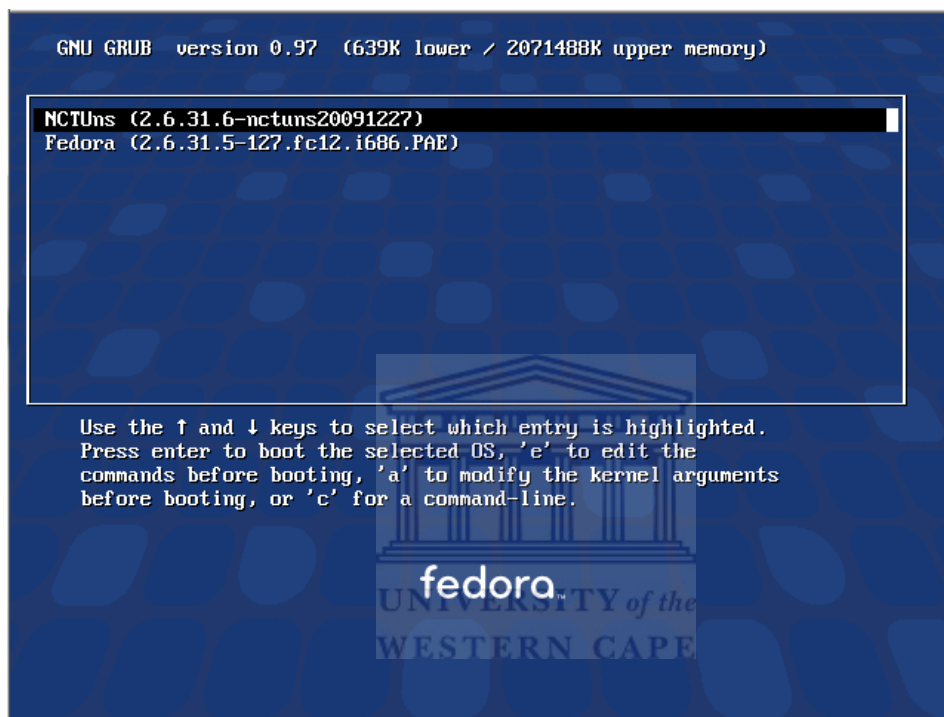 GNU GRUB version 0.97 (639K lower / 2071488K upper memory)
NCTUns (2.6.31.6-nctuns20091227)
Fedora (2.6.31.5-127.fc12.i686.PAE)
Use the ↑ and ↓ keys to select which entry is highlighted.
Press enter to boot the selected OS, 'e' to edit the
commands before booting, 'a' to modify the kernel arguments
before booting, or 'c' for a command-line.
fedora™
UNIVERSITY of the
WESTERN CAPE